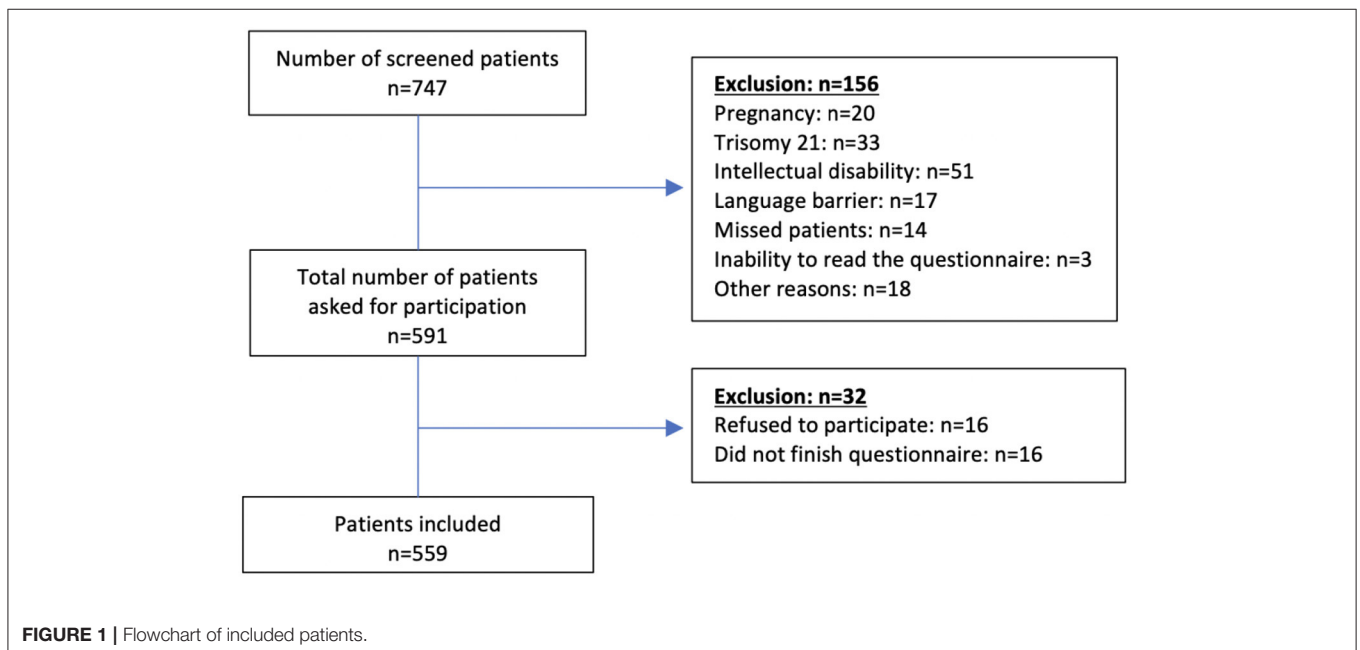 Number of screened patients
n=747
Exclusion: n=156
Pregnancy: n=20
Trisomy 21: n=33
Intellectual disability: n=51
Language barrier: n=17
Missed patients: n=14
Inability to read the questionnaire: n=3
Other reasons: n=18
Total number of patients
asked for participation
n=591
Exclusion: n=32
Refused to participate: n=16
Did not finish questionnaire: n=16
Patients included
n=559
FIGURE 1 | Flowchart of included patients.